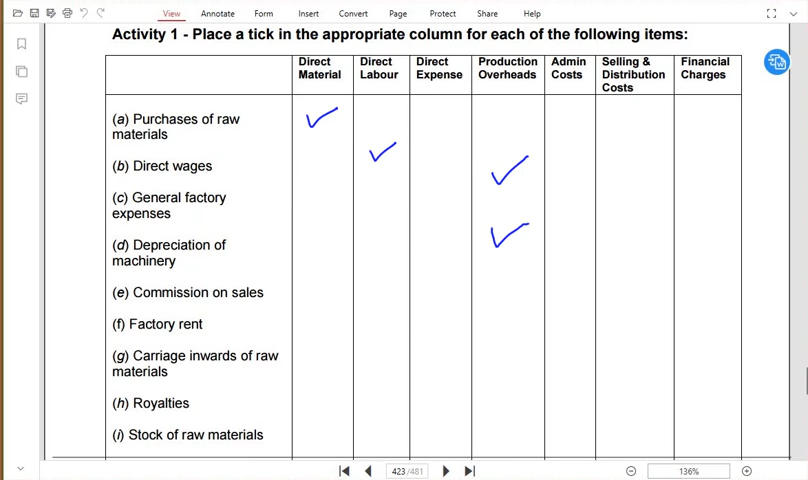 View Annotate Form Insert Convert Page Protect Share Help
Activity 1 - Place a tick in the appropriate column for each of the following items:
Direct Material
Direct Labour
Direct Expense
Production Overheads
Admin Costs
Selling & Distribution Costs
Financial Charges
(a) Purchases of raw
materials
(b) Direct wages
(c) General factory
expenses
(d) Depreciation of
machinery
(e) Commission on sales
(f) Factory rent
(g) Carriage inwards of raw
materials
(h) Royalties
(i) Stock of raw materials
423/481
136%